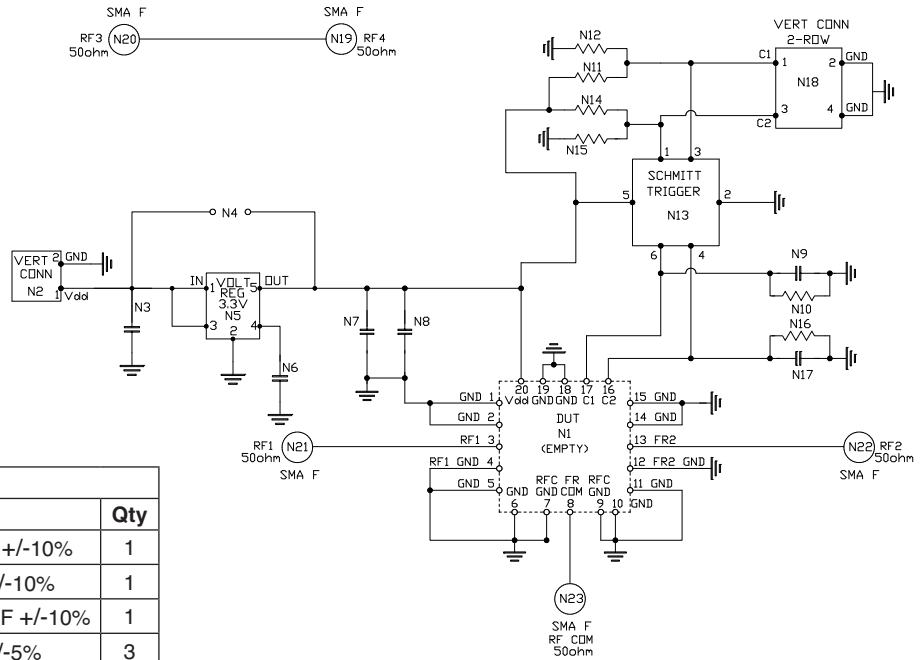 SMA F
SMA F
RF3
50ohm
N20
N19
RF4
50ohm
VERT CONN
2-ROW
N12
N11
N14
N15
C1
1
2
GND
N18
3
4
GND
C2
1
3
SCHMITT
TRIGGER
5
2
N13
6
4
N4
VERT
CONN
N2
2
GND
1
Vdd
N3
IN
VOLT
REG
3.3V
N5
OUT
1
5
3
4
2
N6
N7
N8
N9
N10
N16
N17
20
19
18
17
16
Vdd
GND
GND
C1
C2
DUT
N1
(EMPTY)
GND 1
GND 2
RF1 3
RF1 GND 4
GND 5
15 GND
14 GND
13 FR2
12 FR2 GND
11 GND
GND
6
RFC
GND
7
FR
COM
8
RFC
GND
9
10
GND
RF1
50ohm
N21
SMA F
N22
RF2
50ohm
SMA F
N23
SMA F
RF COM
50ohm
Qty
+/-10% 1
/-10% 1
F +/-10% 1
/-5% 3